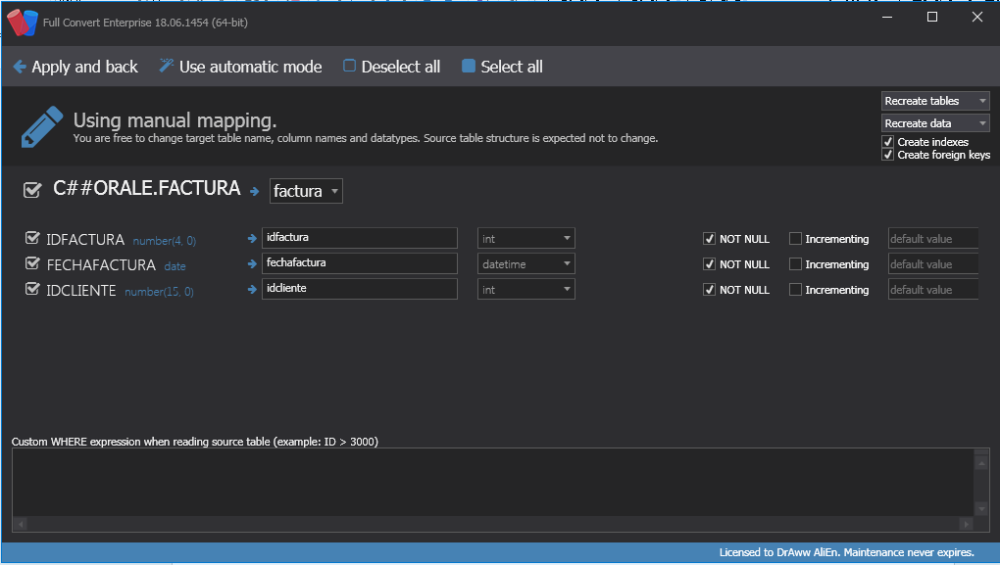 Full Convert Enterprise 18.06.1454 (64-bit)
Apply and back Use automatic mode Deselect all Select all
Using manual mapping.
You are free to change target table name, column names and datatypes. Source table structure is expected not to change.
Recreate tables
Recreate data
Create indexes
Create foreign keys
C##ORALE.FACTURA factura
IDFACTURA number(4, 0) idfactura int NOT NULL Incrementing default value
FECHAFACTURA date fechafactura datetime NOT NULL Incrementing default value
IDCLIENTE number(15, 0) idcliente int NOT NULL Incrementing default value
Custom WHERE expression when reading source table (example: ID > 3000)
Licensed to DrAww AliEn. Maintenance never expires.